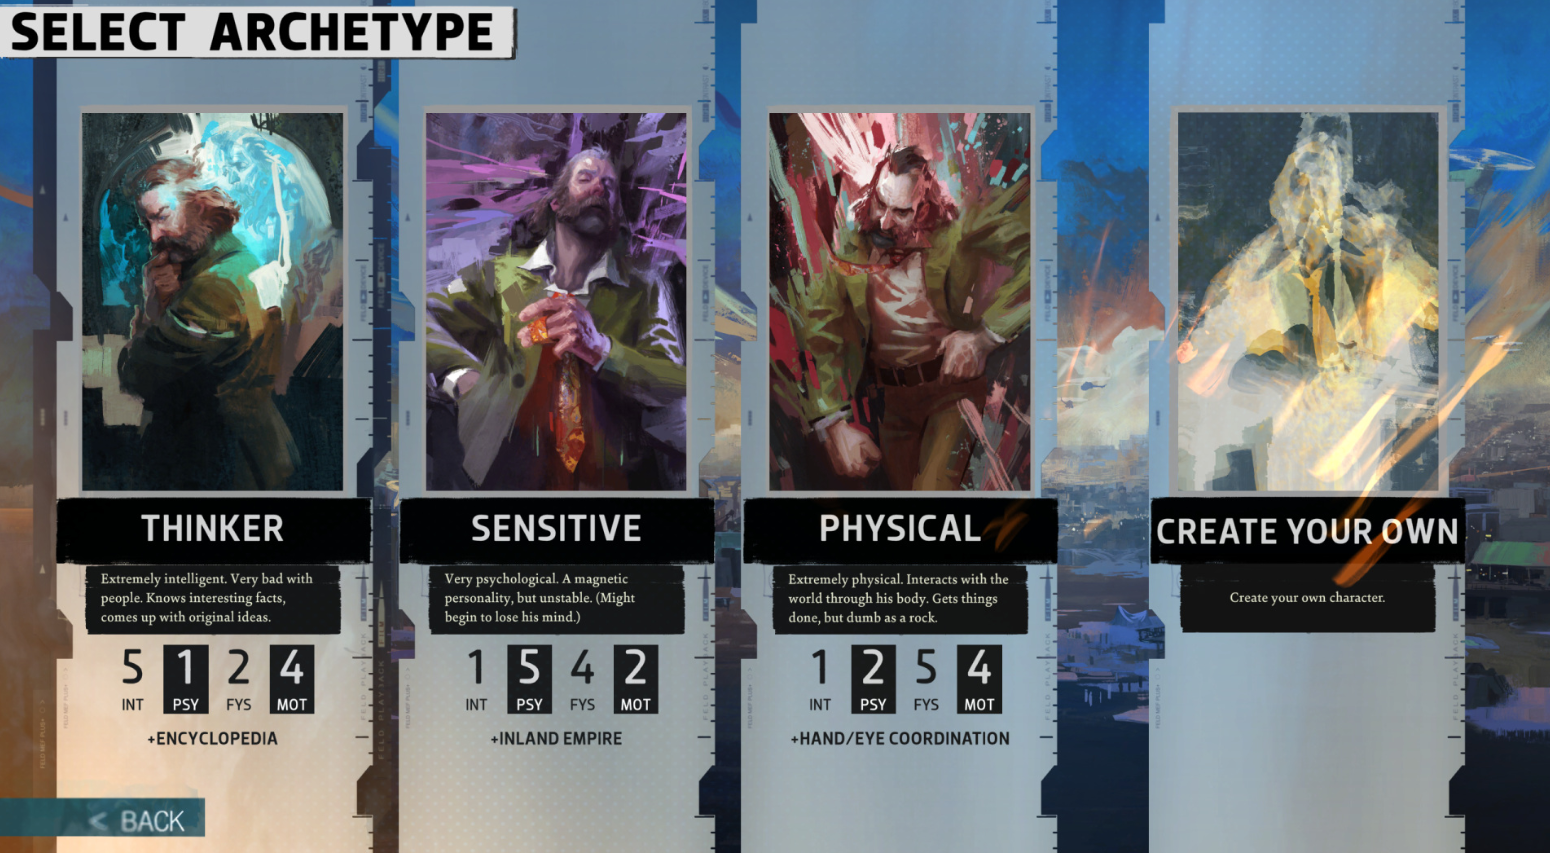 SELECT ARCHETYPE
THINKER
Extremely intelligent. Very bad with
people. Knows interesting facts,
comes up with original ideas.
5 1 2 4
INT PSY FYS MOT
+ENCYCLOPEDIA
SENSITIVE
Very psychological. A magnetic
personality, but unstable. (Might
begin to lose his mind.)
1 5 4 2
INT PSY FYS MOT
+INLAND EMPIRE
PHYSICAL
Extremely physical. Interacts with the
world through his body. Gets things
done, but dumb as a rock.
1 2 5 4
INT PSY FYS MOT
+HAND/EYE COORDINATION
CREATE YOUR OWN
Create your own character.
< BACK